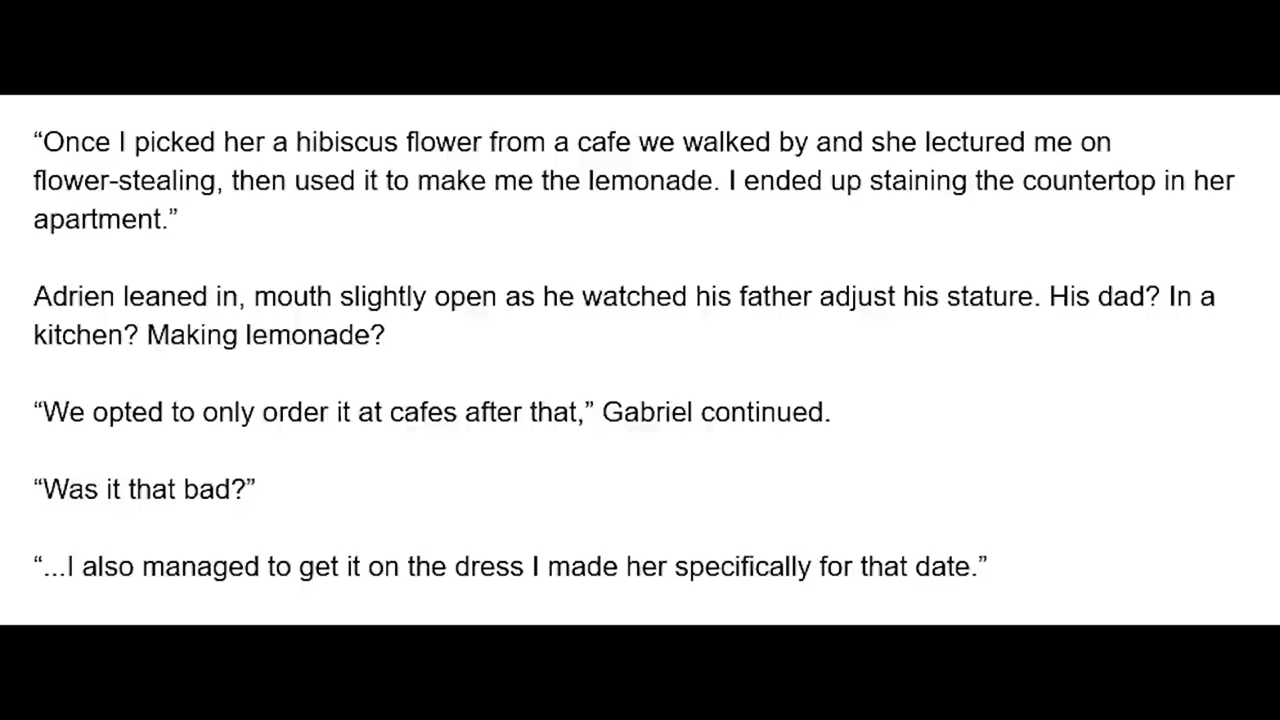 “Once I picked her a hibiscus flower from a cafe we walked by and she lectured me on
flower-stealing, then used it to make me the lemonade. I ended up staining the countertop in her
apartment.”
Adrien leaned in, mouth slightly open as he watched his father adjust his stature. His dad? In a
kitchen? Making lemonade?
“We opted to only order it at cafes after that,” Gabriel continued.
“Was it that bad?”
“...I also managed to get it on the dress I made her specifically for that date.”